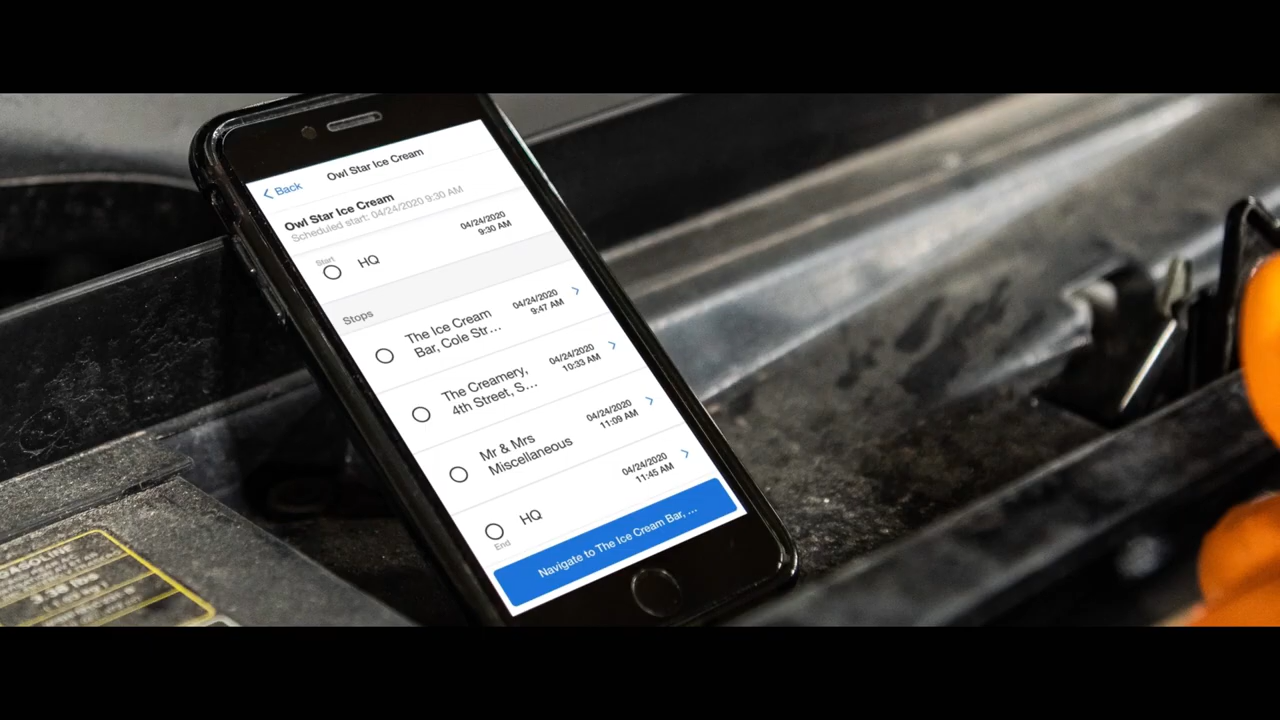 Back
Owl Star Ice Cream
Owl Star Ice Cream
Scheduled start: 04/24/2020 9:30 AM
Start
HQ
04/24/2020
9:30 AM
Stops
The Ice Cream
Bar, Cole Str...
04/24/2020
9:47 AM
The Creamery,
4th Street, S...
04/24/2020
10:33 AM
Mr & Mrs
Miscellaneous
04/24/2020
11:09 AM
HQ
End
04/24/2020
11:45 AM
Navigate to The Ice Cream Bar, ...